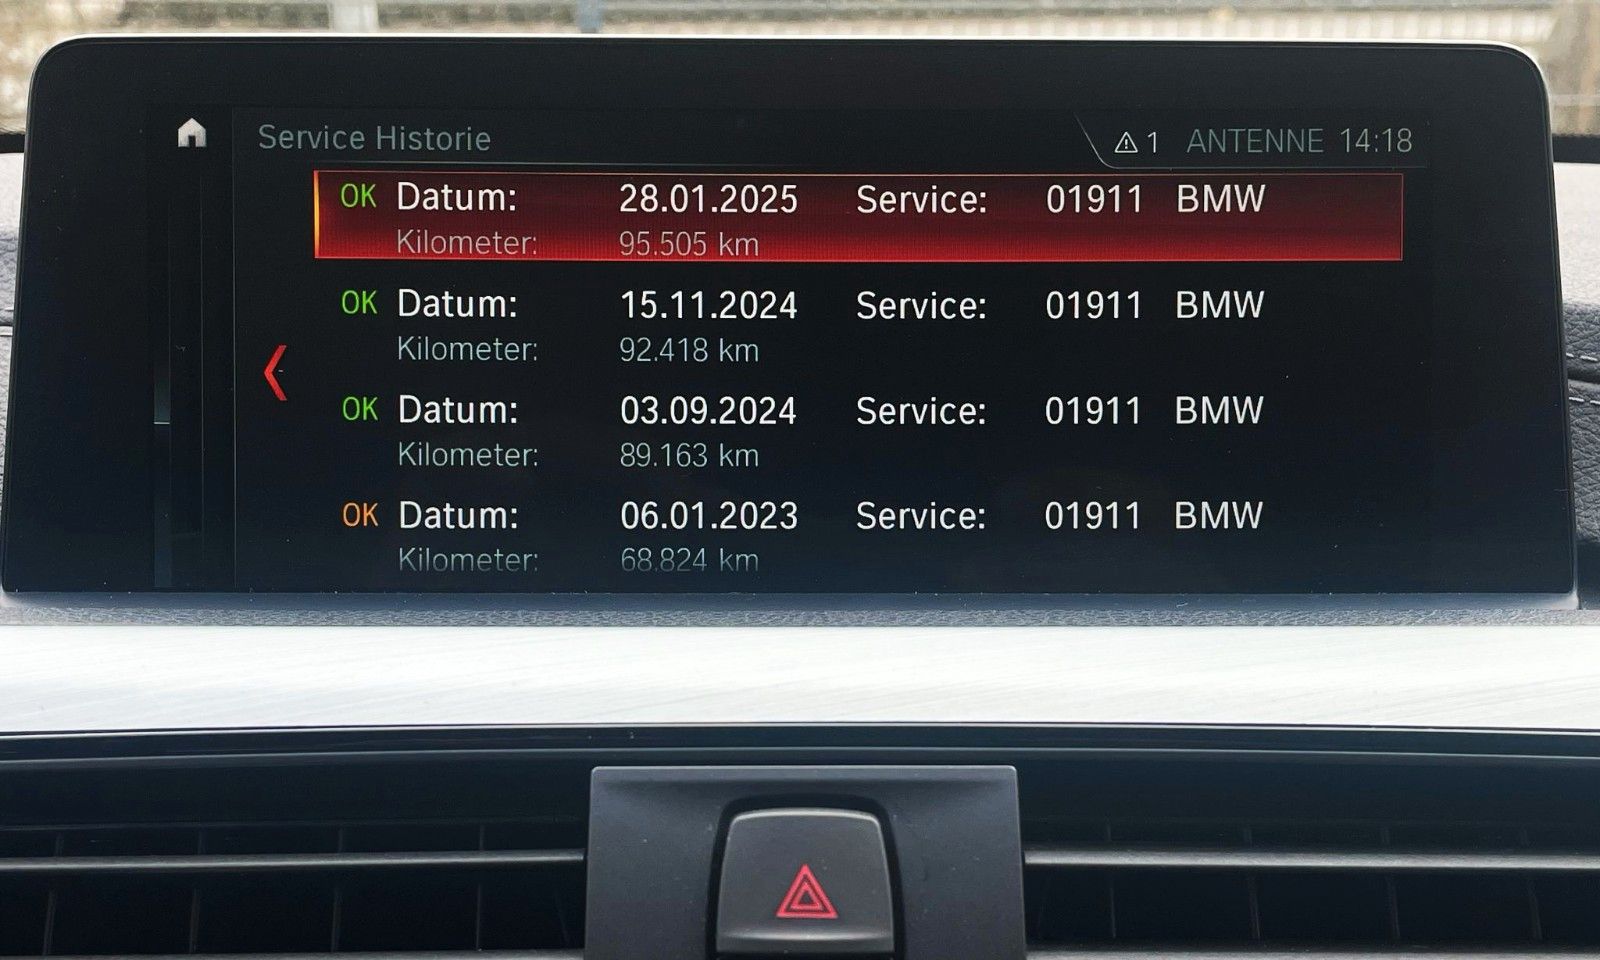 Service Historie
1 ANTENNE 14:18
OK Datum: 28.01.2025 Service: 01911 BMW
Kilometer: 95.505 km
OK Datum: 15.11.2024 Service: 01911 BMW
Kilometer: 92.418 km
OK Datum: 03.09.2024 Service: 01911 BMW
Kilometer: 89.163 km
OK Datum: 06.01.2023 Service: 01911 BMW
Kilometer: 68.824 km